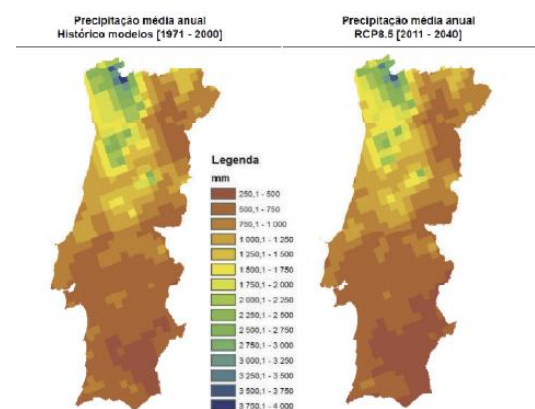 Precipitação média anual
Histórico modelos [1971 - 2000]
Precipitação média anual
RCP8.5 [2011 - 2040]
Legenda
mm
250,1 - 500
500,1 - 750
750,1 - 1 000
1 000,1 - 1 250
1 250,1 - 1 500
1 500,1 - 1 750
1 750,1 - 2 000
2 000,1 - 2 250
2 250,1 - 2 500
2 500,1 - 2 750
2 750,1 - 3 000
3 000,1 - 3 250
3 250,1 - 3 500
3 500,1 - 3 750
3 750,1 - 4 000